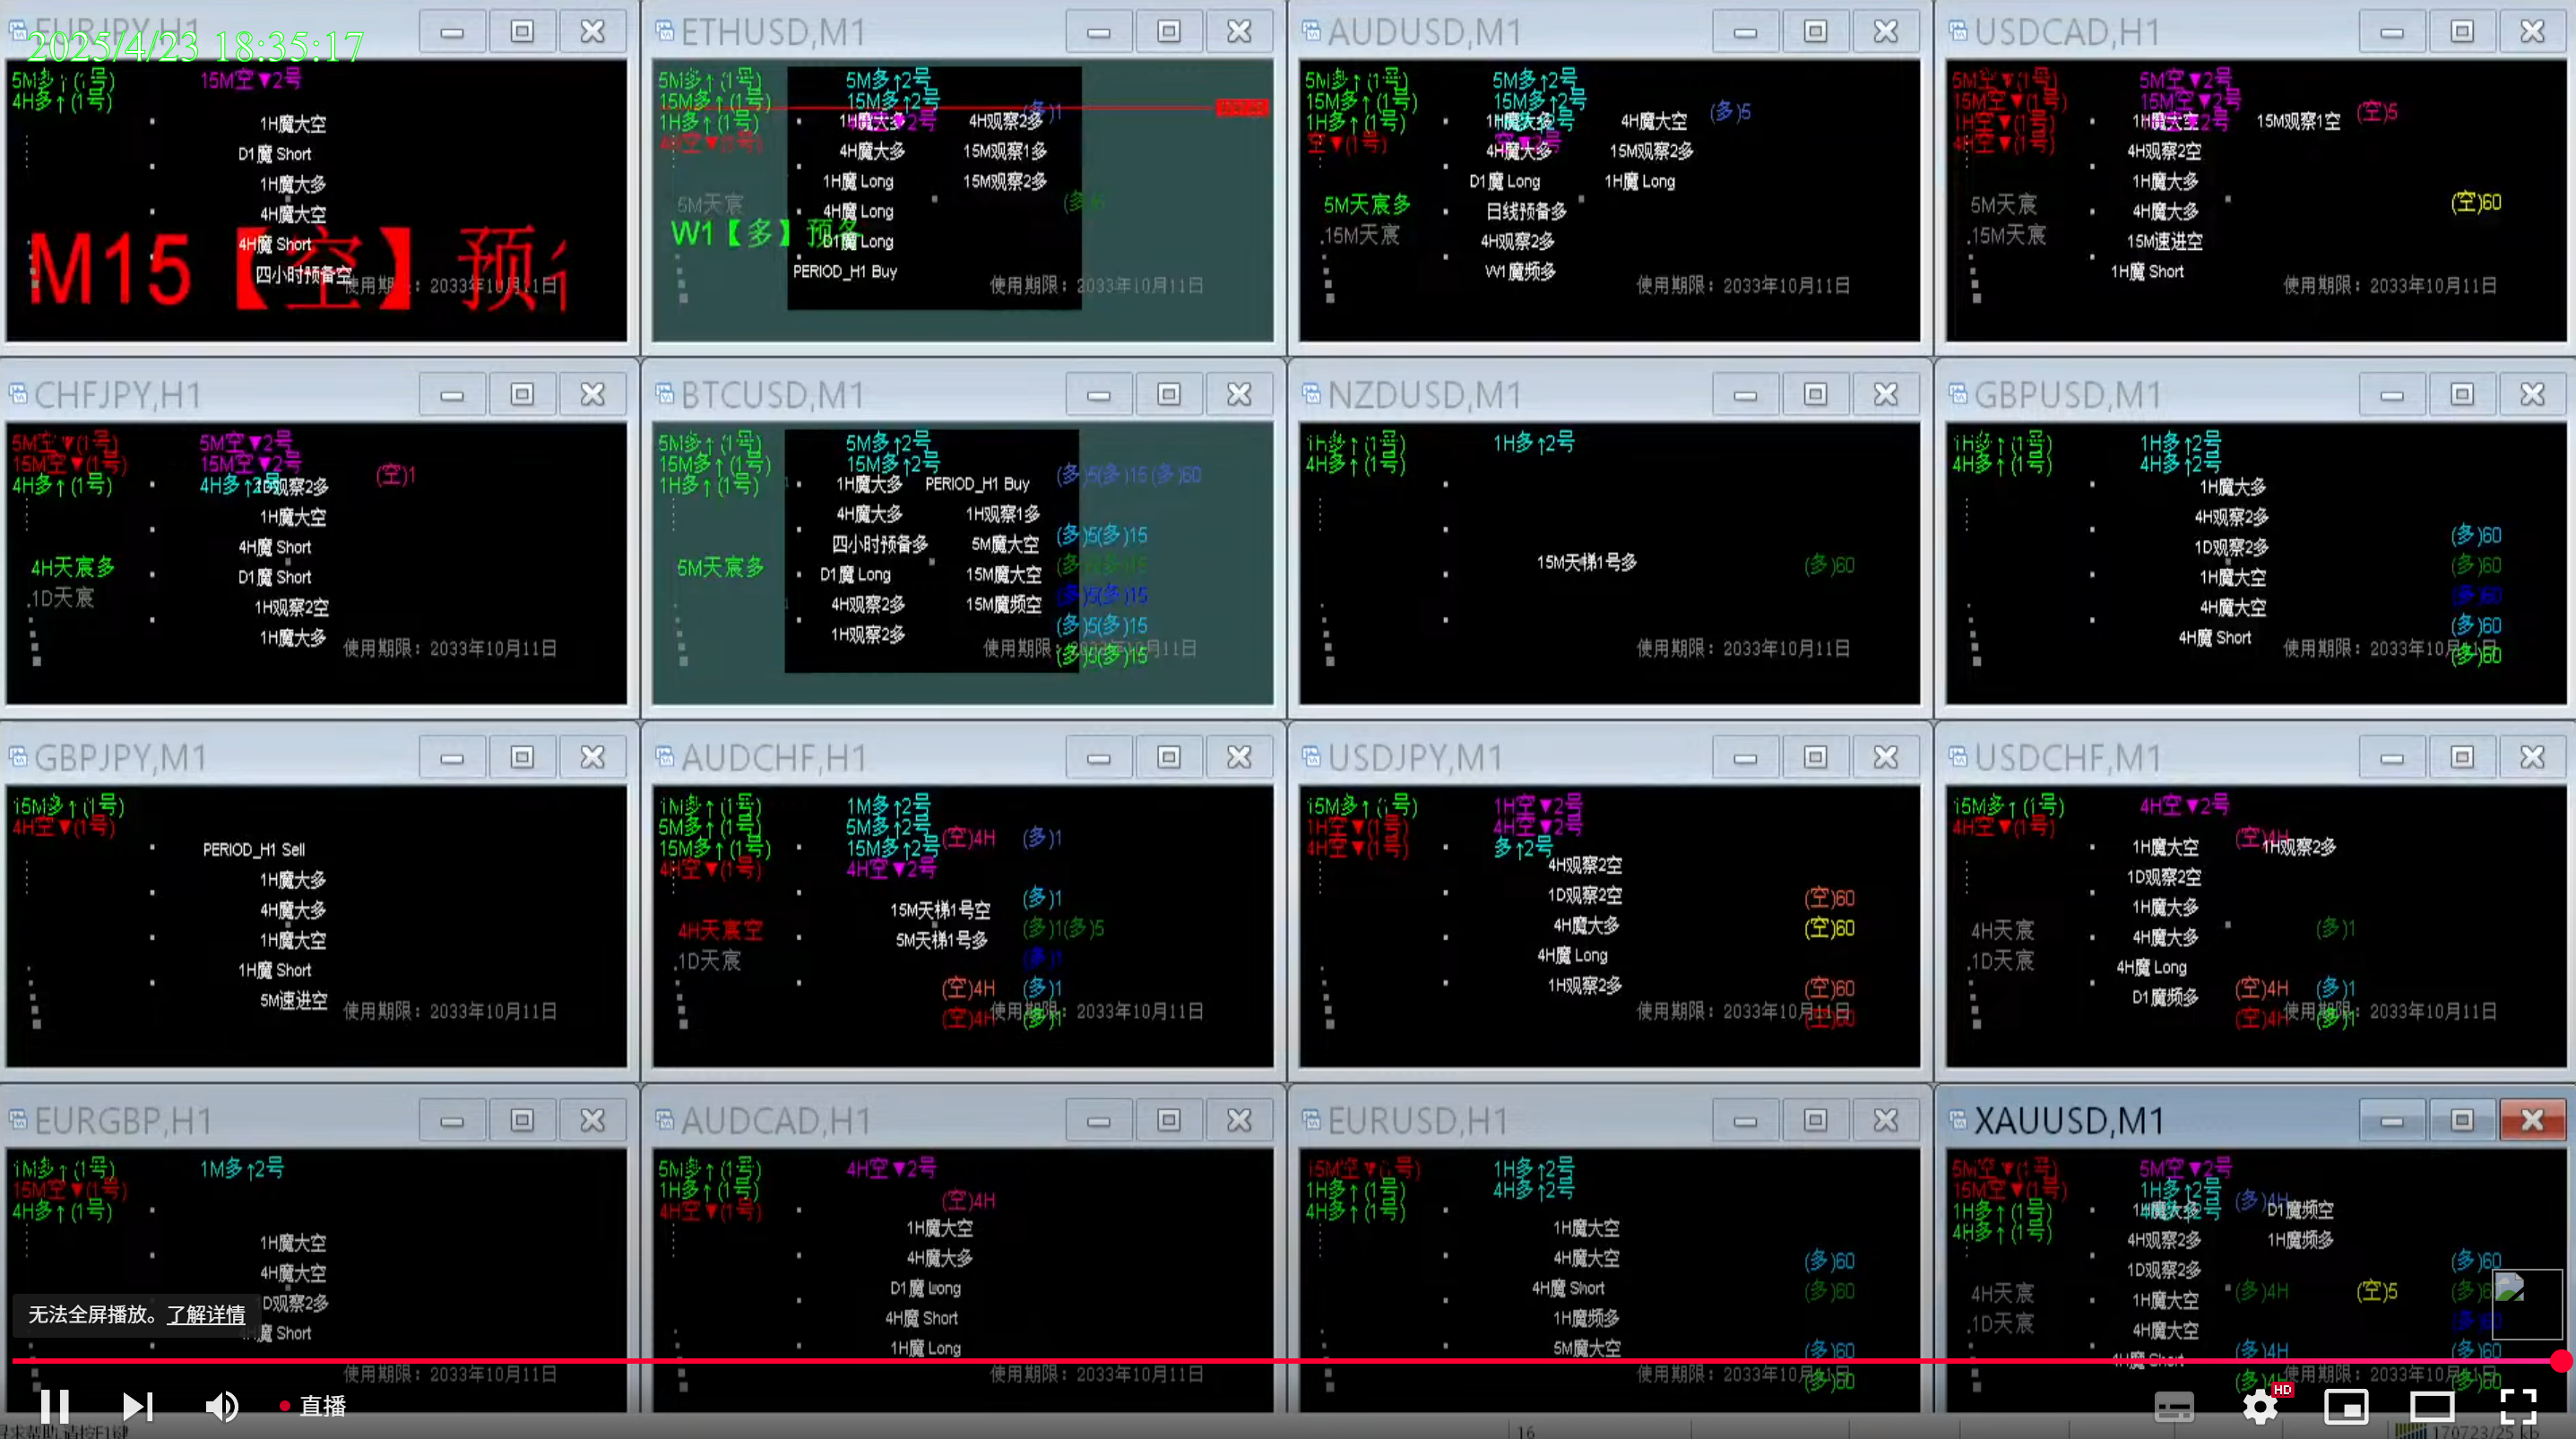 EURJPY,H1
2025/4/23 18:35:17
5M多↑(1号)
15M空▼2号
4H多↑(1号)
1H魔大空
D1魔 Short
1H魔大多
4H魔大空
4H魔 Short
四小时预备空
M15【空】预
使用期限：2033年10月11日
ETHUSD,M1
5M多↑(1号)
5M多↑2号
15M多↑(1号)
15M多↑2号
1H多↑(1号)
4H空▼(1号)
1H魔大多
4H观察2多
(多)1
4H魔大多
15M观察1多
1H魔 Long
15M观察2多
5M天宸
4H魔 Long
W1【多】预备
D1魔 Long
PERIOD_H1 Buy
使用期限：2033年10月11日
AUDUSD,M1
5M多↑(1号)
5M多↑2号
15M多↑(1号)
15M多↑2号
1H多↑(1号)
空▼(1号)
1H魔大多
4H魔大空
(多)5
4H魔大多
15M观察2多
D1魔 Long
1H魔 Long
5M天宸多
日线预备多
.15M天宸
4H观察2多
W1魔频多
使用期限：2033年10月11日
USDCAD,H1
5M空▼(1号)
5M空▼2号
15M空▼(1号)
15M空▼2号
1H空▼(1号)
4H空▼(1号)
1H魔大空
15M观察1空
(空)5
4H观察2空
1H魔大多
5M天宸
4H魔大多
(空)60
.15M天宸
15M速进空
1H魔 Short
使用期限：2033年10月11日
CHFJPY,H1
5M空▼(1号)
5M空▼2号
15M空▼(1号)
15M空▼2号
4H多↑(1号)
4H多↑2号
1D观察2多
(空)1
1H魔大空
4H魔 Short
4H天宸多
D1魔 Short
.1D天宸
1H观察2空
1H魔大多
使用期限：2033年10月11日
BTCUSD,M1
5M多↑(1号)
5M多↑2号
15M多↑(1号)
15M多↑2号
1H多↑(1号)
1H魔大多
PERIOD_H1 Buy
(多)5(多)15(多)60
4H魔大多
1H观察1多
四小时预备多
5M魔大空
(多)5(多)15
5M天宸多
D1魔 Long
15M魔大空
(多)5(多)15
4H观察2多
15M魔频空
(多)5(多)15
1H观察2多
(多)5(多)15
使用期限：2033年10月11日
(多)5(多)15
NZDUSD,M1
1H多↑(1号)
1H多↑2号
4H多↑(1号)
15M天梯1号多
(多)60
使用期限：2033年10月11日
GBPUSD,M1
1H多↑(1号)
1H多↑2号
4H多↑(1号)
4H多↑2号
1H魔大多
4H观察2多
1D观察2多
(多)60
1H魔大空
(多)60
4H魔大空
(多)60
4H魔 Short
(多)60
使用期限：2033年10月11日
(多)60
GBPJPY,M1
15M多↑(1号)
4H空▼(1号)
PERIOD_H1 Sell
1H魔大多
4H魔大多
1H魔大空
1H魔 Short
5M速进空
使用期限：2033年10月11日
AUDCHF,H1
1M多↑(1号)
1M多↑2号
5M多↑(1号)
5M多↑2号
15M多↑(1号)
15M多↑2号
(空)4H
(多)1
4H空▼(1号)
4H空▼2号
15M天梯1号空
(多)1
4H天宸空
5M天梯1号多
(多)1(多)5
.1D天宸
(多)1
(空)4H
(多)1
(空)4H
(多)1
使用期限：2033年10月11日
USDJPY,M1
15M多↑(1号)
1H空▼2号
1H空▼(1号)
4H空▼2号
4H空▼(1号)
多↑2号
4H观察2空
1D观察2空
(空)60
4H魔大多
(空)60
4H魔 Long
1H观察2多
(空)60
使用期限：2033年10月11日
(空)60
USDCHF,M1
15M多↑(1号)
4H空▼2号
4H空▼(1号)
1H魔大空
(空)4H
1H观察2多
1D观察2空
1H魔大多
4H天宸
4H魔大多
(多)1
.1D天宸
4H魔 Long
D1魔频多
(空)4H
(多)1
(空)4H
(多)1
使用期限：2033年10月11日
EURGBP,H1
1M多↑(1号)
1M多↑2号
15M空▼(1号)
4H多↑(1号)
1H魔大空
4H魔大空
1D观察2多
魔 Short
使用期限：2033年10月11日
AUDCAD,H1
5M多↑(1号)
4H空▼2号
1H多↑(1号)
(空)4H
4H空▼(1号)
1H魔大空
4H魔大多
D1魔 Long
4H魔 Short
1H魔 Long
使用期限：2033年10月11日
EURUSD,H1
15M空▼(1号)
1H多↑2号
1H多↑(1号)
4H多↑2号
4H多↑(1号)
1H魔大空
4H魔大空
(多)60
4H魔 Short
(多)60
1H魔频多
5M魔大空
(多)60
使用期限：2033年10月11日
(多)60
XAUUSD,M1
5M空▼(1号)
5M空▼2号
15M空▼(1号)
1H多↑2号
1H多↑(1号)
(多)4H
D1魔频空
4H多↑(1号)
4H观察2多
1H魔频多
1D观察2多
(多)60
4H天宸
1H魔大空
(多)4H
(空)5
.1D天宸
4H魔大空
4H魔 Short
(多)4H
(多)60
使用期限：2033年10月11日
无法全屏播放。了解详情
直播
HD
寻求帮助,请按F1键
16
170723/25 kb